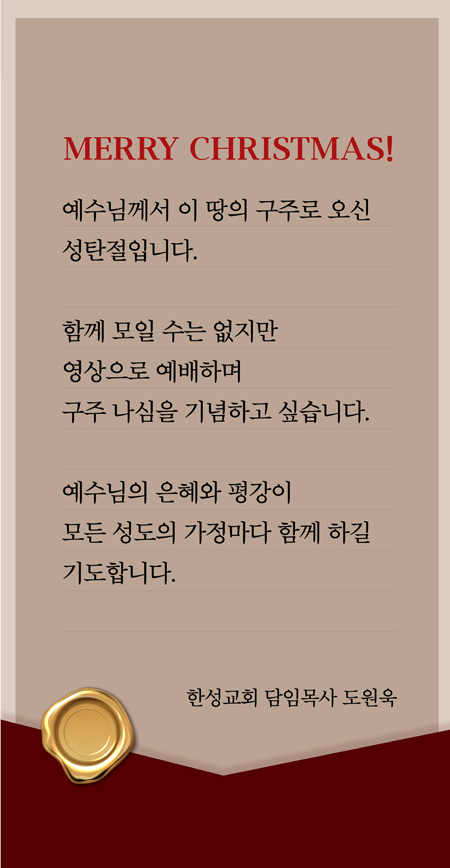 MERRY CHRISTMAS!
예수님께서 이 땅의 구주로 오신
성탄절입니다.
함께 모일 수는 없지만
영상으로 예배하며
구주 나심을 기념하고 싶습니다.
예수님의 은혜와 평강이
모든 성도의 가정마다 함께 하길
기도합니다.
한성교회 담임목사 도원욱